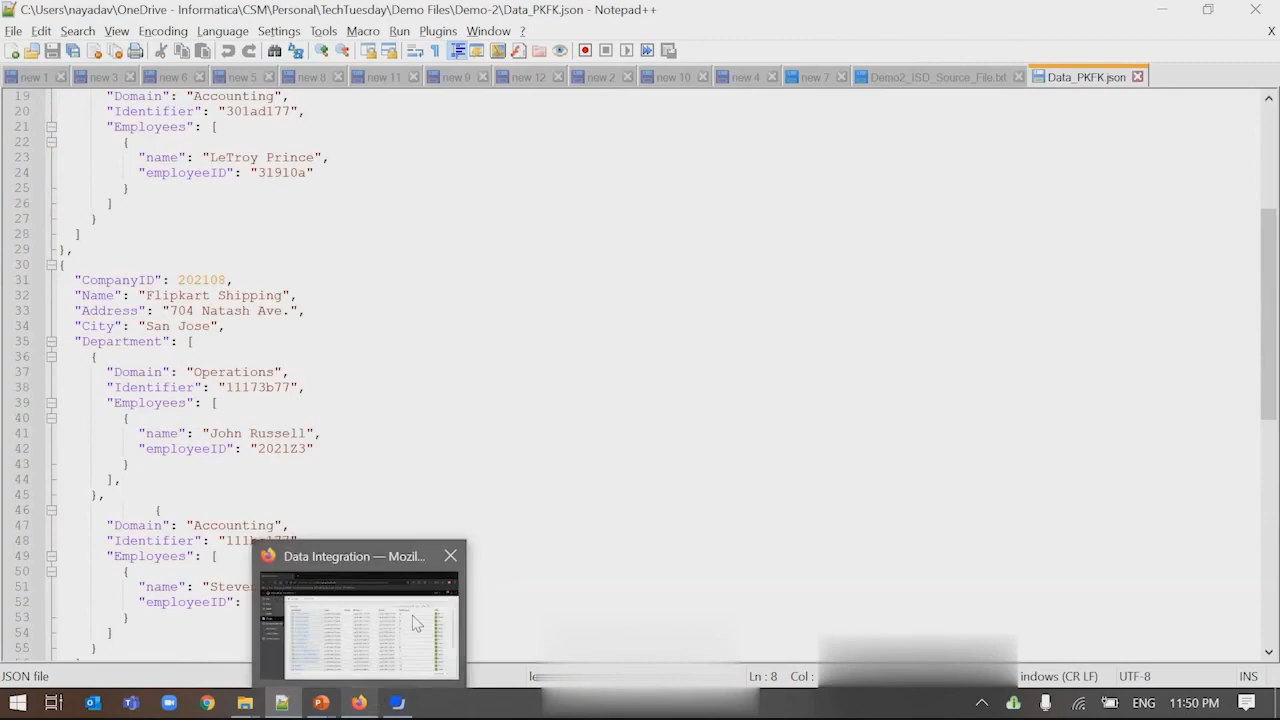 C:\Users\nayadav\OneDrive - Informatica\CSM\Personal\TechTuesday\Demo Files\Demo-2\Data_PKFK.json - Notepad++
File Edit Search View Encoding Language Settings Tools Macro Run Plugins Window ? X
new 1 new 3 new 6 new 5 new 8 new 11 new 9 new 12 new 2 new 10 new 4 new 7 Demo2_ISD_Source_File.txt Data_PKFK.json
19 "Domain": "Accounting",
20 "Identifier": "301ad177",
21 "Employees": [
22 {
23 "name": "LeTroy Prince",
24 "employeeID": "31910a"
25 }
26 ]
27 }
28 ]
29 },
30 {
31 "CompanyID": 202108,
32 "Name": "Flipkart Shipping",
33 "Address": "704 Natash Ave.",
34 "City": "San Jose",
35 "Department": [
36 {
37 "Domain": "Operations",
38 "Identifier": "11173b77",
39 "Employees": [
40 {
41 "name": "John Russell",
42 "employeeID": "2021Z3"
43 }
44 ],
45 },
46 {
47 "Domain": "Accounting",
48 "Identifier":
49 "Employees": [
50 {
51 "name": "Steve
52 "employeeID":
Data Integration — Mozil...
JSON file Ln : 8 Col : indows (CR LF) UTF-8 INS
ENG 11:50 PM